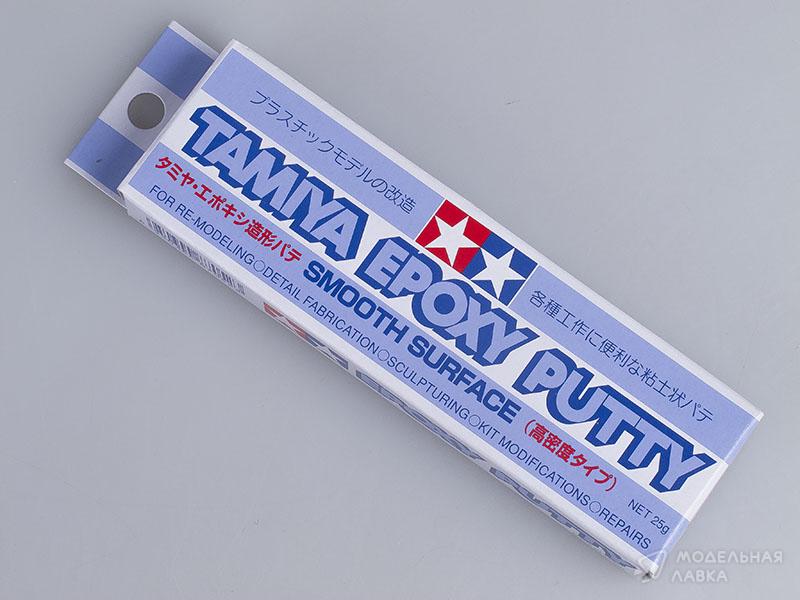 プラスチックモデルの改造
各種工作に便利な粘土状パテ
TAMIYA EPOXY PUTTY
タミヤ・エポキシ造形パテ SMOOTH SURFACE (高密度タイプ)
FOR RE-MODELING○DETAIL FABRICATION○SCULPTURING○KIT MODIFICATIONS○REPAIRS
NET 25g
EPOXY PUTTY
МОДЕЛЬНАЯ
ЛАВКА